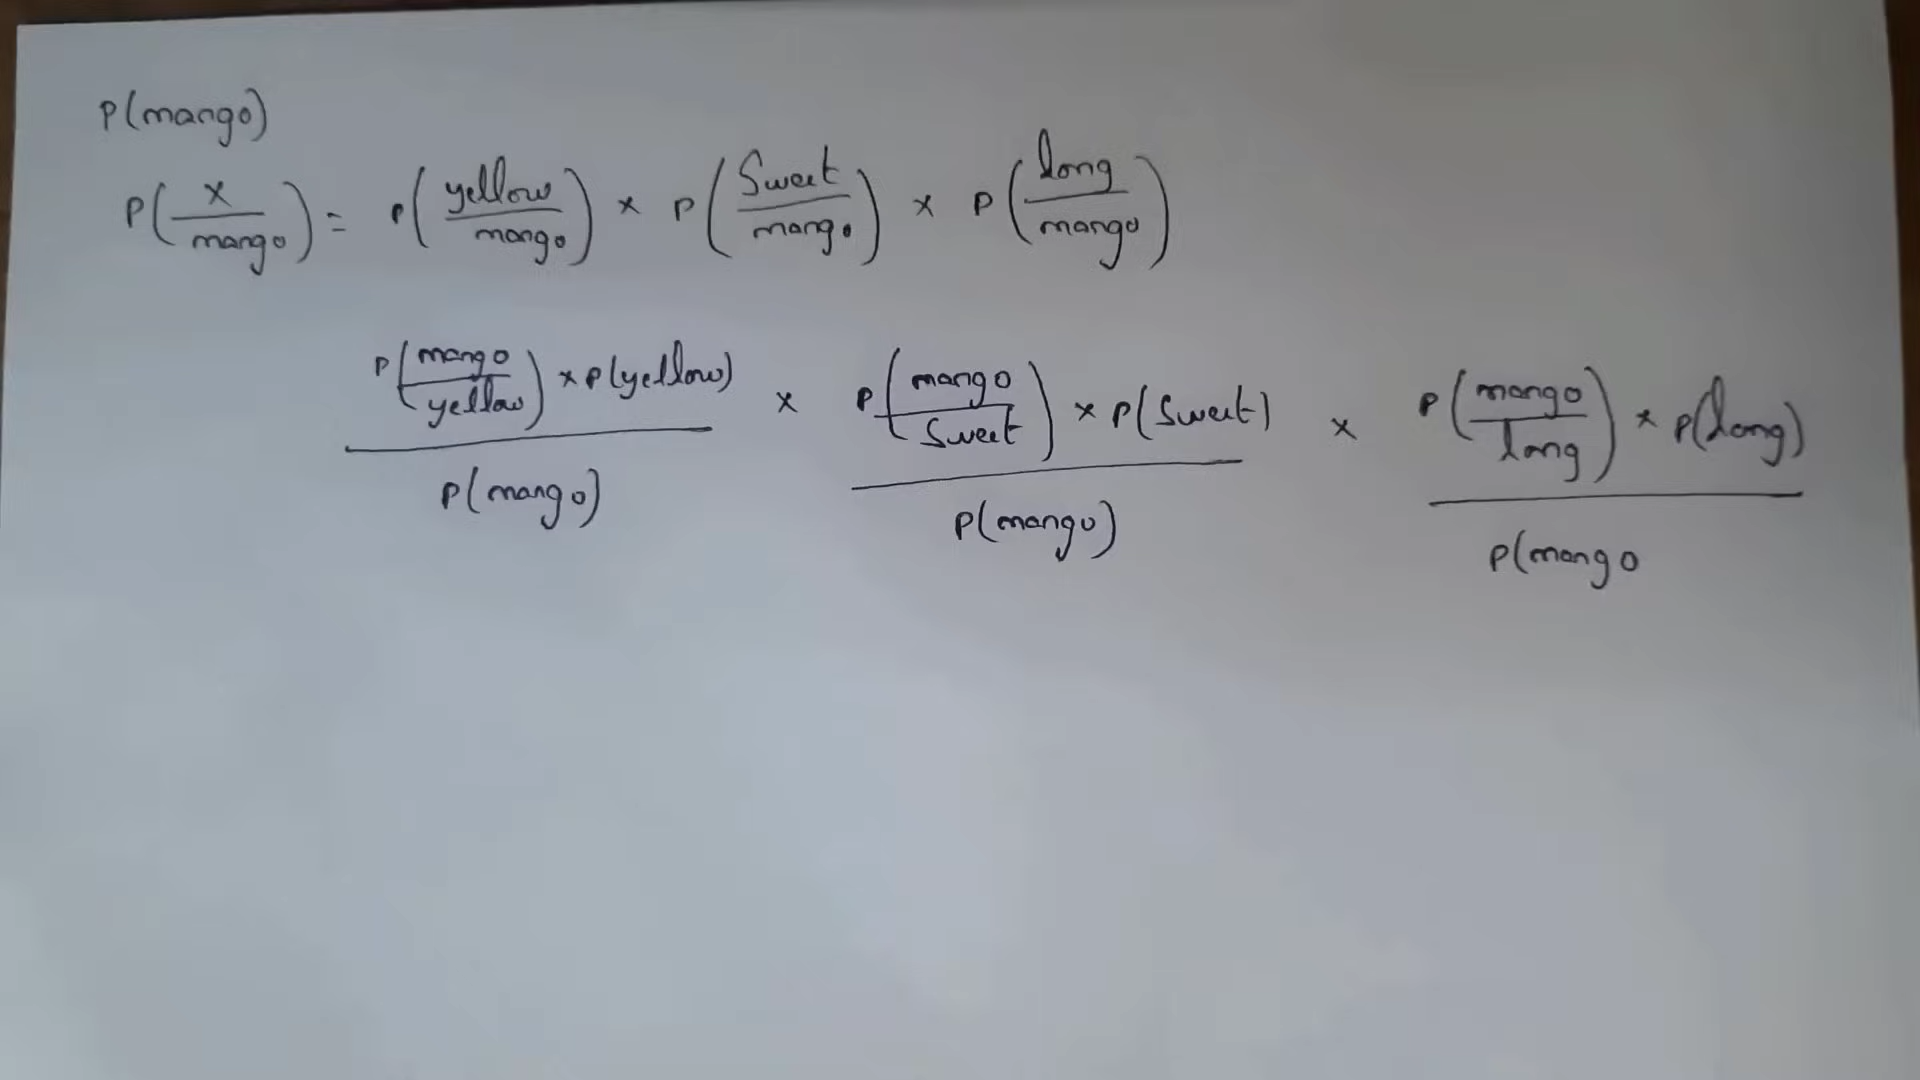 P(mango)
P(x/mango) = P(yellow/mango) × P(Sweet/mango) × P(long/mango)
P(mango/yellow) × P(yellow) / P(mango) × P(mango/Sweet) × P(Sweet) / P(mango) × P(mango/long) × P(long) / P(mango